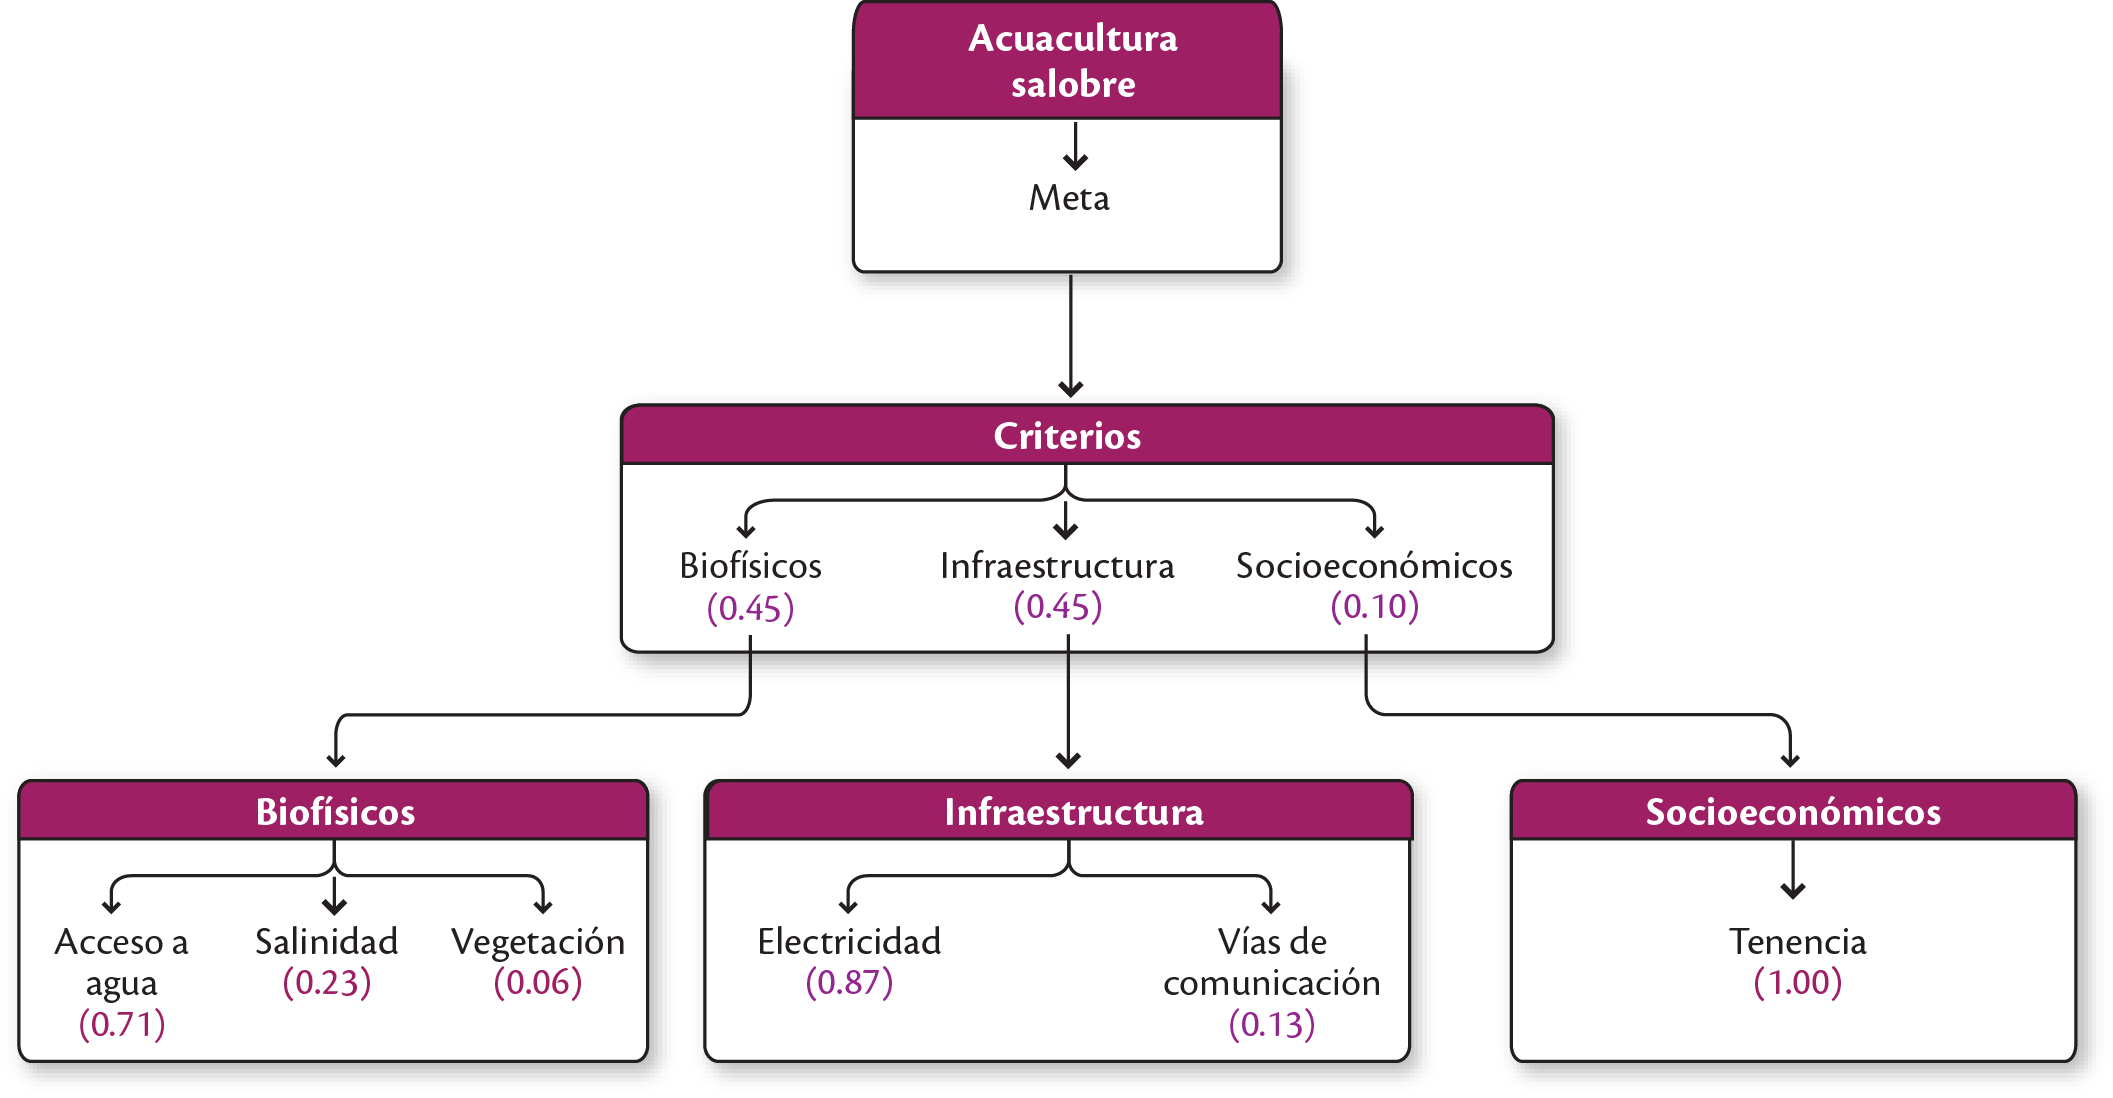 Acuacultura
salobre
Meta
Criterios
Biofísicos
(0.45)
Infraestructura
(0.45)
Socioeconómicos
(0.10)
Biofísicos
Acceso a
agua
(0.71)
Salinidad
(0.23)
Vegetación
(0.06)
Infraestructura
Electricidad
(0.87)
Vías de
comunicación
(0.13)
Socioeconómicos
Tenencia
(1.00)